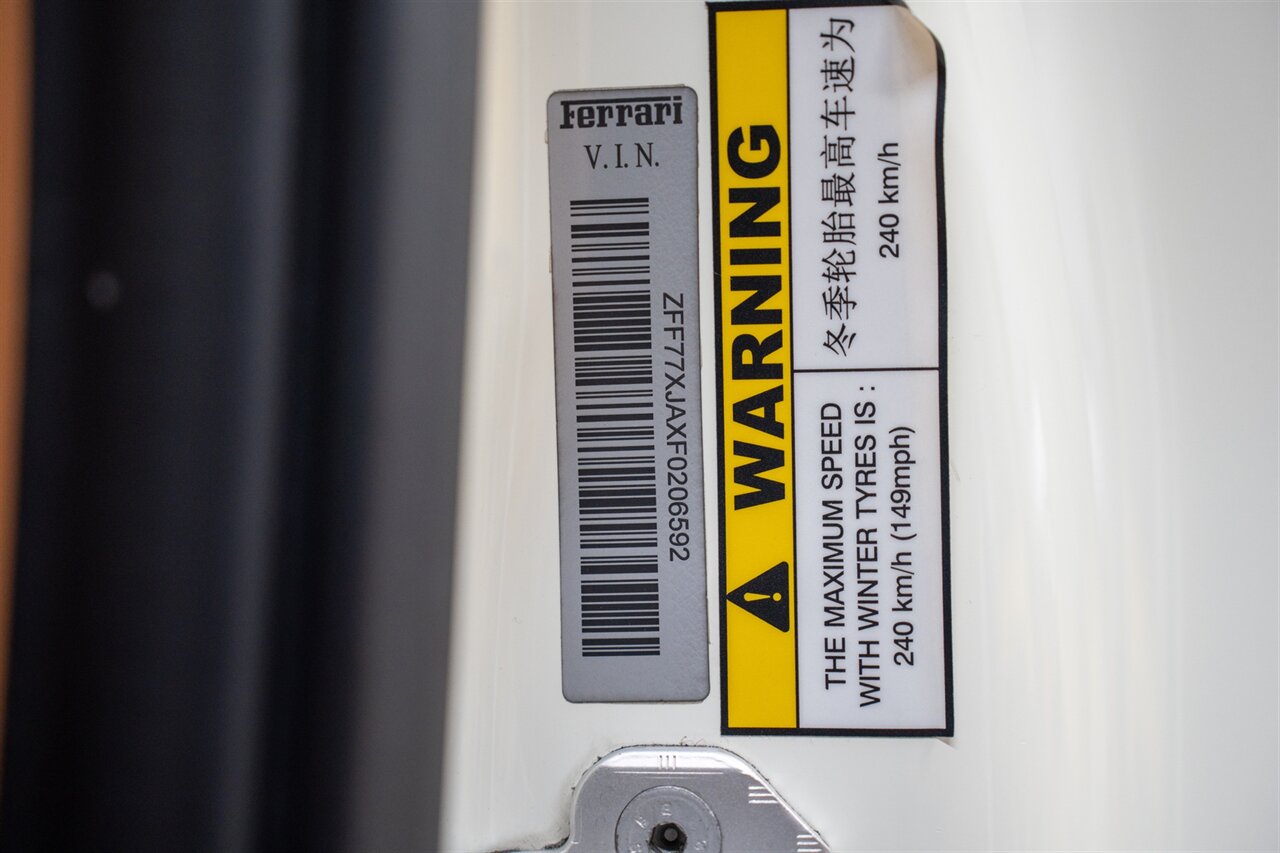 Ferrari
V.I.N.
ZFF77XJAXF0206592
WARNING
冬季轮胎最高车速为
240 km/h
THE MAXIMUM SPEED
WITH WINTER TYRES IS :
240 km/h (149mph)